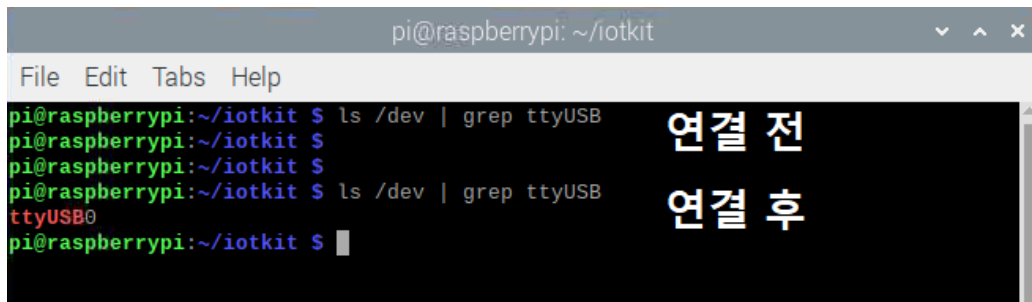 pi@raspberrypi: ~/iotkit
File Edit Tabs Help
pi@raspberrypi:~/iotkit $ ls /dev | grep ttyUSB
연결 전
pi@raspberrypi:~/iotkit $
pi@raspberrypi:~/iotkit $
pi@raspberrypi:~/iotkit $ ls /dev | grep ttyUSB
연결 후
ttyUSB0
pi@raspberrypi:~/iotkit $